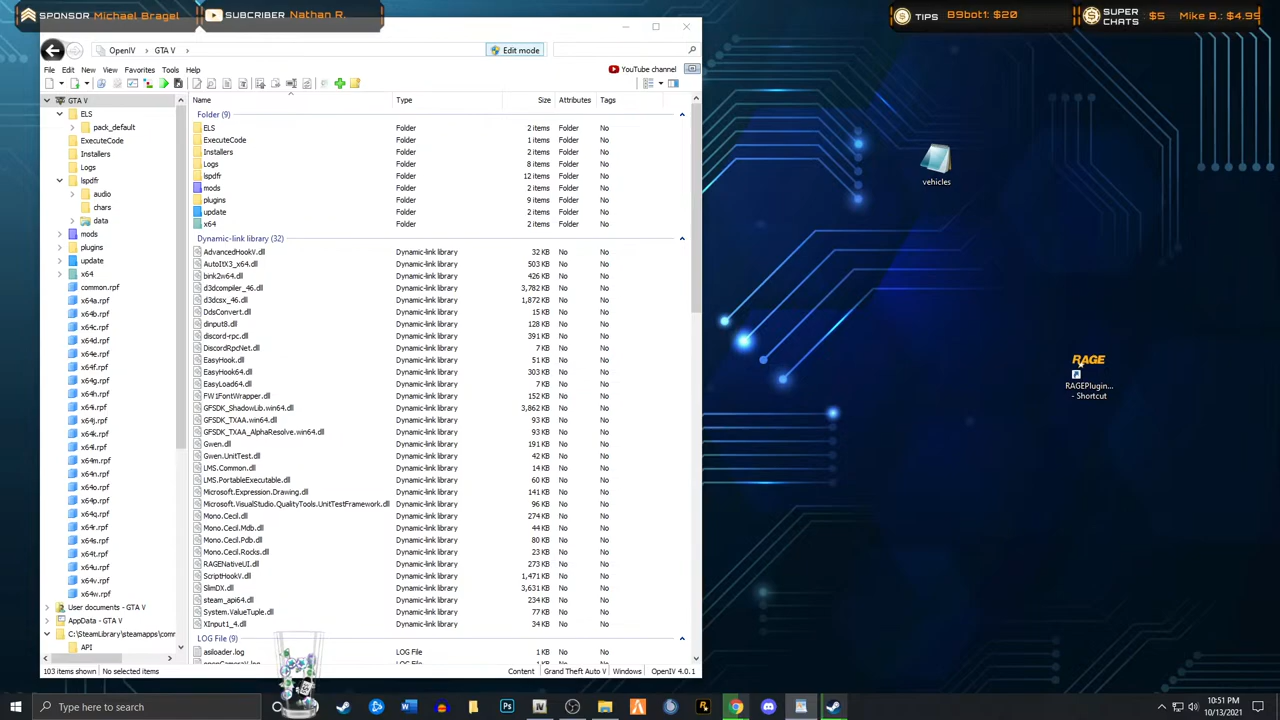 SPONSOR Michael Bragel
SUBCRIBER Nathan R.
TIPS B9bot1: $20
SUPER CHATS $5 Mike B.: $4.99
OpenIV > GTA V >
Edit mode
File Edit New View Favorites Tools Help
YouTube channel
GTA V
ELS
pack_default
ExecuteCode
Installers
Logs
lspdfr
audio
chars
data
mods
plugins
update
x64
common.rpf
x64a.rpf
x64b.rpf
x64c.rpf
x64d.rpf
x64e.rpf
x64f.rpf
x64g.rpf
x64h.rpf
x64i.rpf
x64j.rpf
x64k.rpf
x64l.rpf
x64m.rpf
x64n.rpf
x64o.rpf
x64p.rpf
x64q.rpf
x64r.rpf
x64s.rpf
x64t.rpf
x64u.rpf
x64v.rpf
x64w.rpf
User documents - GTA V
AppData - GTA V
C:\SteamLibrary\steamapps\comm
API
Name Type Size Attributes Tags
Folder (9)
ELS Folder 2 items No No
ExecuteCode Folder 1 items No No
Installers Folder 2 items No No
Logs Folder 8 items No No
lspdfr Folder 12 items No No
mods Folder 2 items No No
plugins Folder 9 items No No
update Folder 2 items No No
x64 Folder 2 items No No
Dynamic-link library (32)
AdvancedHookV.dll Dynamic-link library 32 KB No No
AutoItX3_x64.dll Dynamic-link library 503 KB No No
bink2w64.dll Dynamic-link library 426 KB No No
d3dcompiler_46.dll Dynamic-link library 3,782 KB No No
d3dcsx_46.dll Dynamic-link library 1,872 KB No No
DdsConvert.dll Dynamic-link library 15 KB No No
dinput8.dll Dynamic-link library 128 KB No No
discord-rpc.dll Dynamic-link library 391 KB No No
DiscordRpcNet.dll Dynamic-link library 7 KB No No
EasyHook.dll Dynamic-link library 51 KB No No
EasyHook64.dll Dynamic-link library 303 KB No No
EasyLoad64.dll Dynamic-link library 7 KB No No
FW1FontWrapper.dll Dynamic-link library 152 KB No No
GFSDK_ShadowLib.win64.dll Dynamic-link library 3,862 KB No No
GFSDK_TXAA.win64.dll Dynamic-link library 93 KB No No
GFSDK_TXAA_AlphaResolve.win64.dll Dynamic-link library 93 KB No No
Gwen.dll Dynamic-link library 191 KB No No
Gwen.UnitTest.dll Dynamic-link library 42 KB No No
LMS.Common.dll Dynamic-link library 14 KB No No
LMS.PortableExecutable.dll Dynamic-link library 60 KB No No
Microsoft.Expression.Drawing.dll Dynamic-link library 141 KB No No
Microsoft.VisualStudio.QualityTools.UnitTestFramework.dll Dynamic-link library 96 KB No No
Mono.Cecil.dll Dynamic-link library 274 KB No No
Mono.Cecil.Mdb.dll Dynamic-link library 44 KB No No
Mono.Cecil.Pdb.dll Dynamic-link library 80 KB No No
Mono.Cecil.Rocks.dll Dynamic-link library 23 KB No No
RAGENativeUI.dll Dynamic-link library 273 KB No No
ScriptHookV.dll Dynamic-link library 1,471 KB No No
SlimDX.dll Dynamic-link library 3,631 KB No No
steam_api64.dll Dynamic-link library 234 KB No No
System.ValueTuple.dll Dynamic-link library 77 KB No No
XInput1_4.dll Dynamic-link library 34 KB No No
LOG File (9)
asiloader.log LOG File 1 KB No No
openCameraV.log LOG File
103 items shown No selected items
Content Grand Theft Auto V Windows OpenIV 4.0.1
vehicles
RAGE
RAGEPlugin...
- Shortcut
Type here to search
10:51 PM
10/13/2021